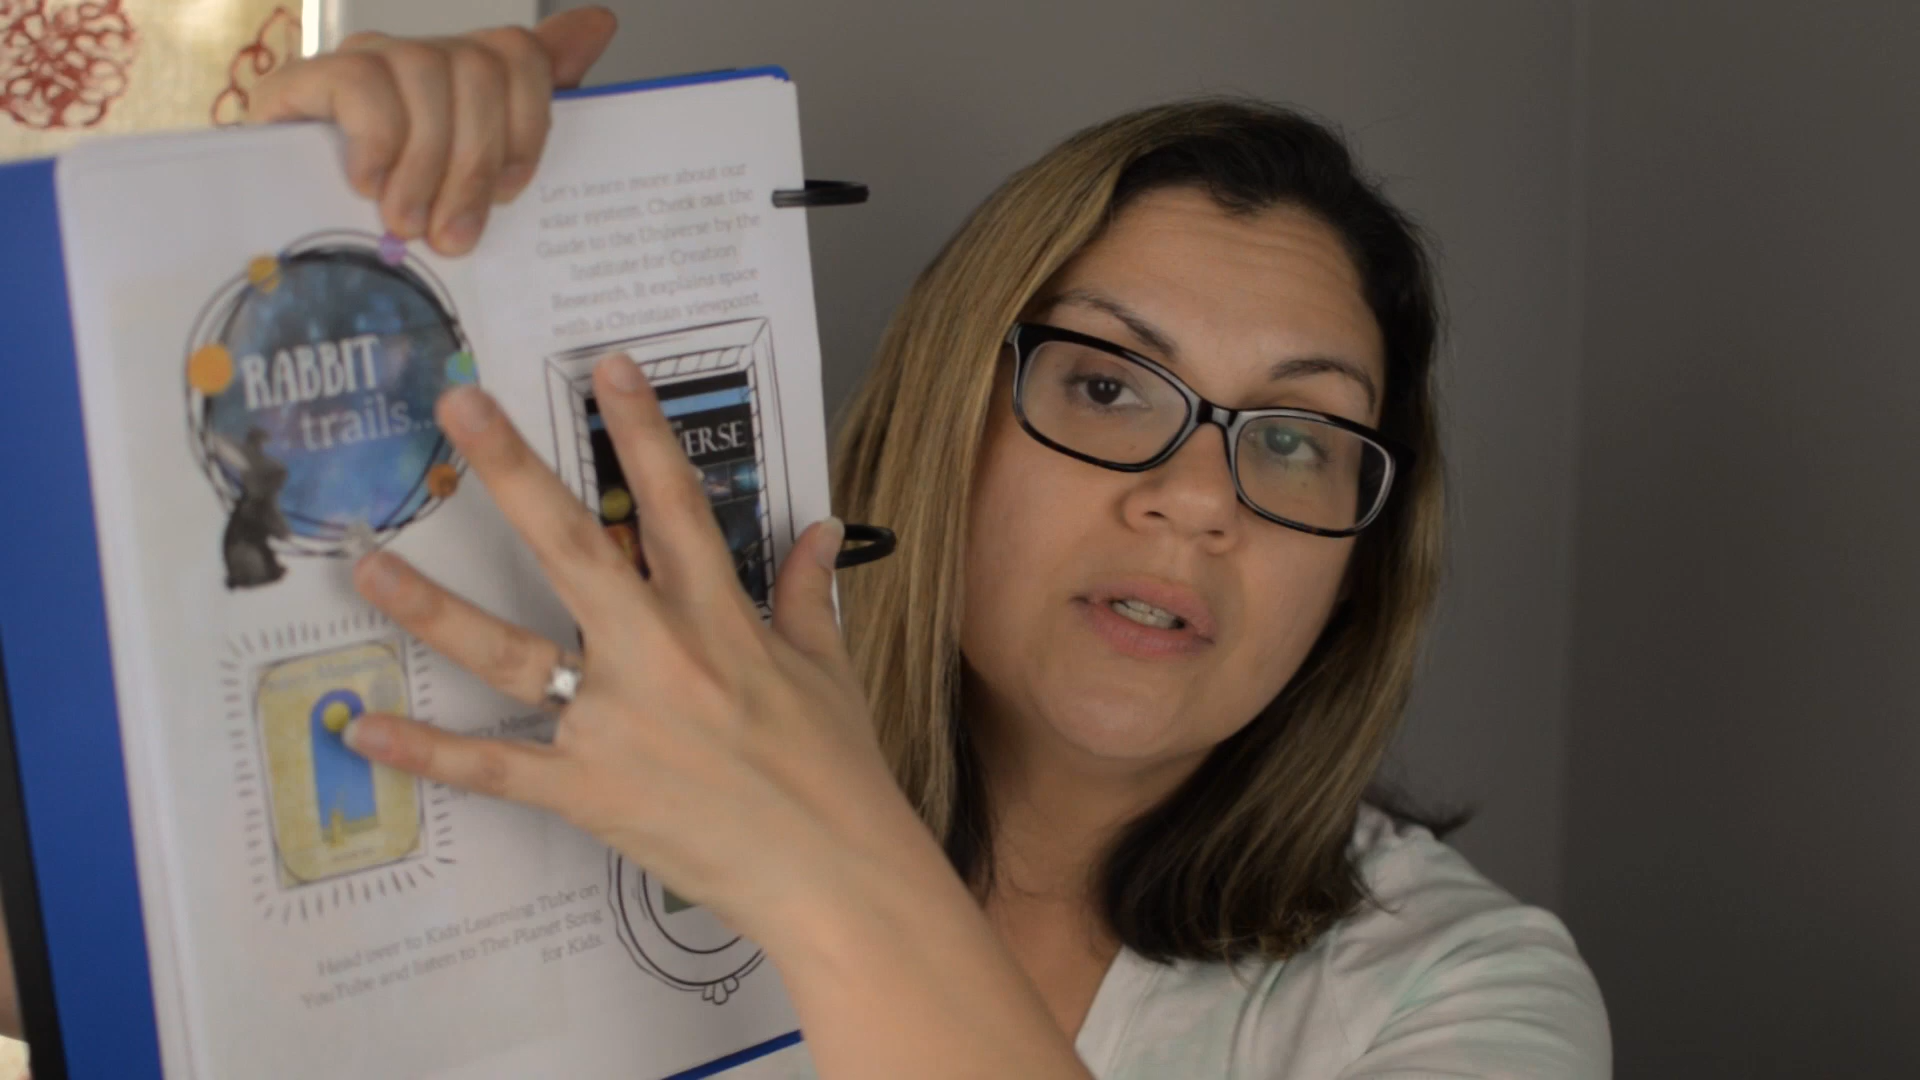 Let's learn more about our
solar system. Check out the
Guide to the Universe by the
Institute for Creation
Research. It explains space
with a Christian viewpoint.
RABBIT
trails...
ERSE
Head over to Kids Learning Tube on
YouTube and listen to The Planet Song
for Kids.